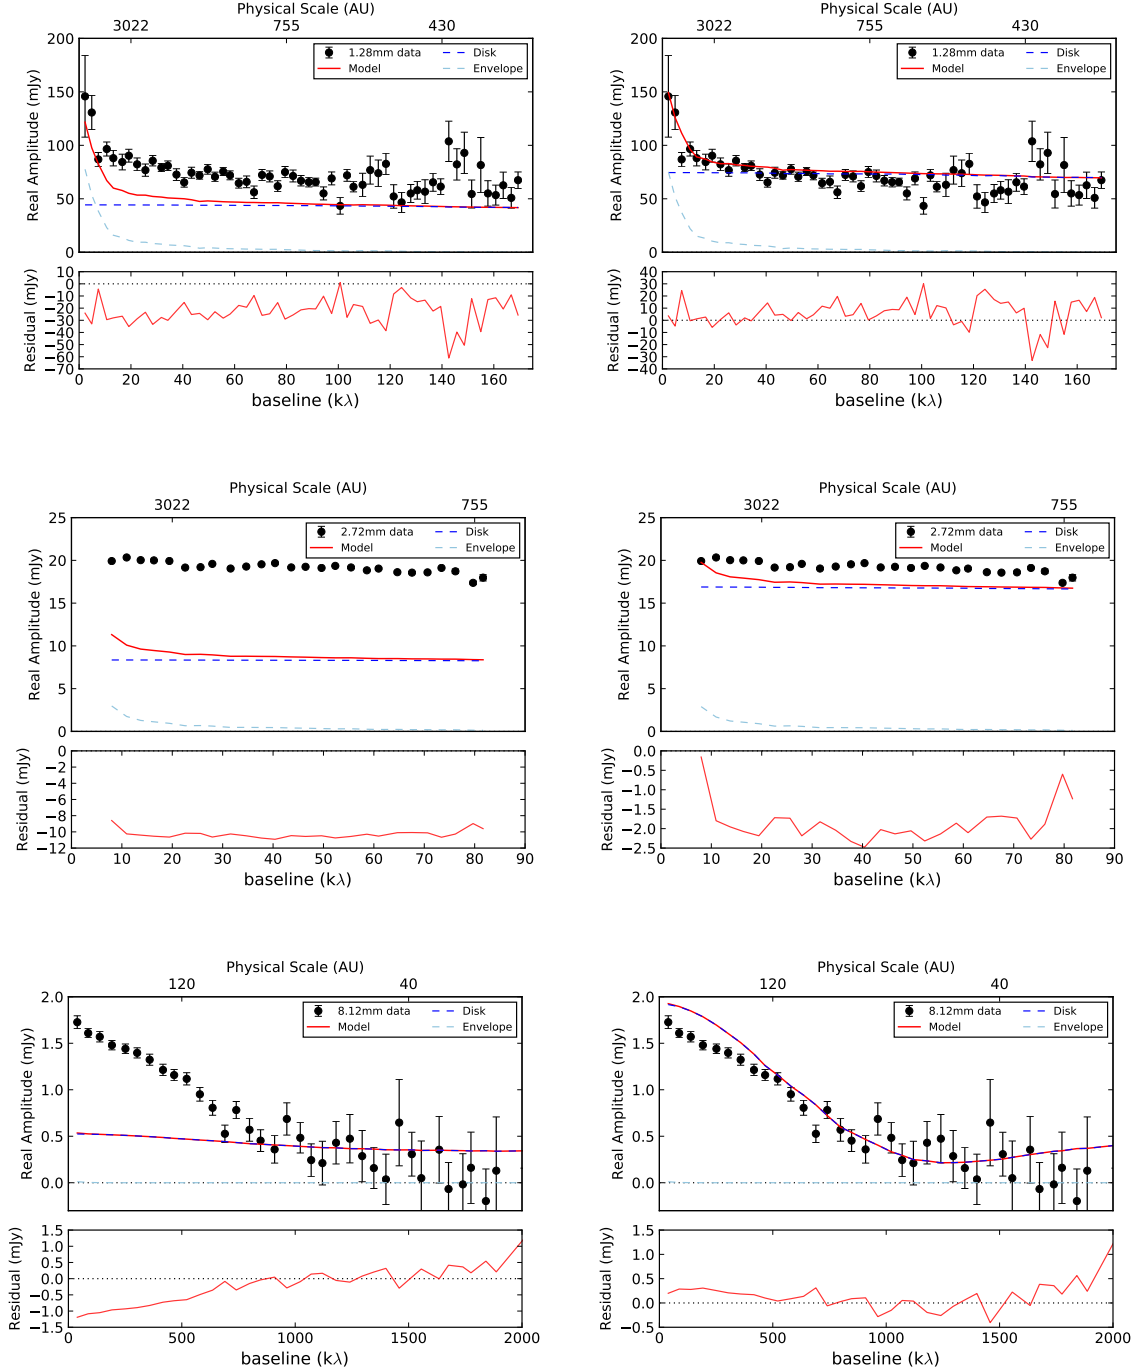 Physical Scale (AU)
3022 755 430
200
150
100
50
0
Real Amplitude (mJy)
1.28mm data
Model
Disk
Envelope
10
0
−10
−20
−30
−40
−50
−60
−70
Residual (mJy)
0 20 40 60 80 100 120 140 160
baseline (kλ)
Physical Scale (AU)
3022 755 430
200
150
100
50
0
Real Amplitude (mJy)
1.28mm data
Model
Disk
Envelope
40
30
20
10
0
−10
−20
−30
−40
Residual (mJy)
0 20 40 60 80 100 120 140 160
baseline (kλ)
Physical Scale (AU)
3022 755
25
20
15
10
5
0
Real Amplitude (mJy)
2.72mm data
Model
Disk
Envelope
0
−2
−4
−6
−8
−10
−12
Residual (mJy)
0 10 20 30 40 50 60 70 80 90
baseline (kλ)
Physical Scale (AU)
3022 755
25
20
15
10
5
0
Real Amplitude (mJy)
2.72mm data
Model
Disk
Envelope
0.0
−0.5
−1.0
−1.5
−2.0
−2.5
Residual (mJy)
0 10 20 30 40 50 60 70 80 90
baseline (kλ)
Physical Scale (AU)
120 40
2.0
1.5
1.0
0.5
0.0
Real Amplitude (mJy)
8.12mm data
Model
Disk
Envelope
1.5
1.0
0.5
0.0
−0.5
−1.0
−1.5
Residual (mJy)
0 500 1000 1500 2000
baseline (kλ)
Physical Scale (AU)
120 40
2.0
1.5
1.0
0.5
0.0
Real Amplitude (mJy)
8.12mm data
Model
Disk
Envelope
1.5
1.0
0.5
0.0
−0.5
Residual (mJy)
0 500 1000 1500 2000
baseline (kλ)